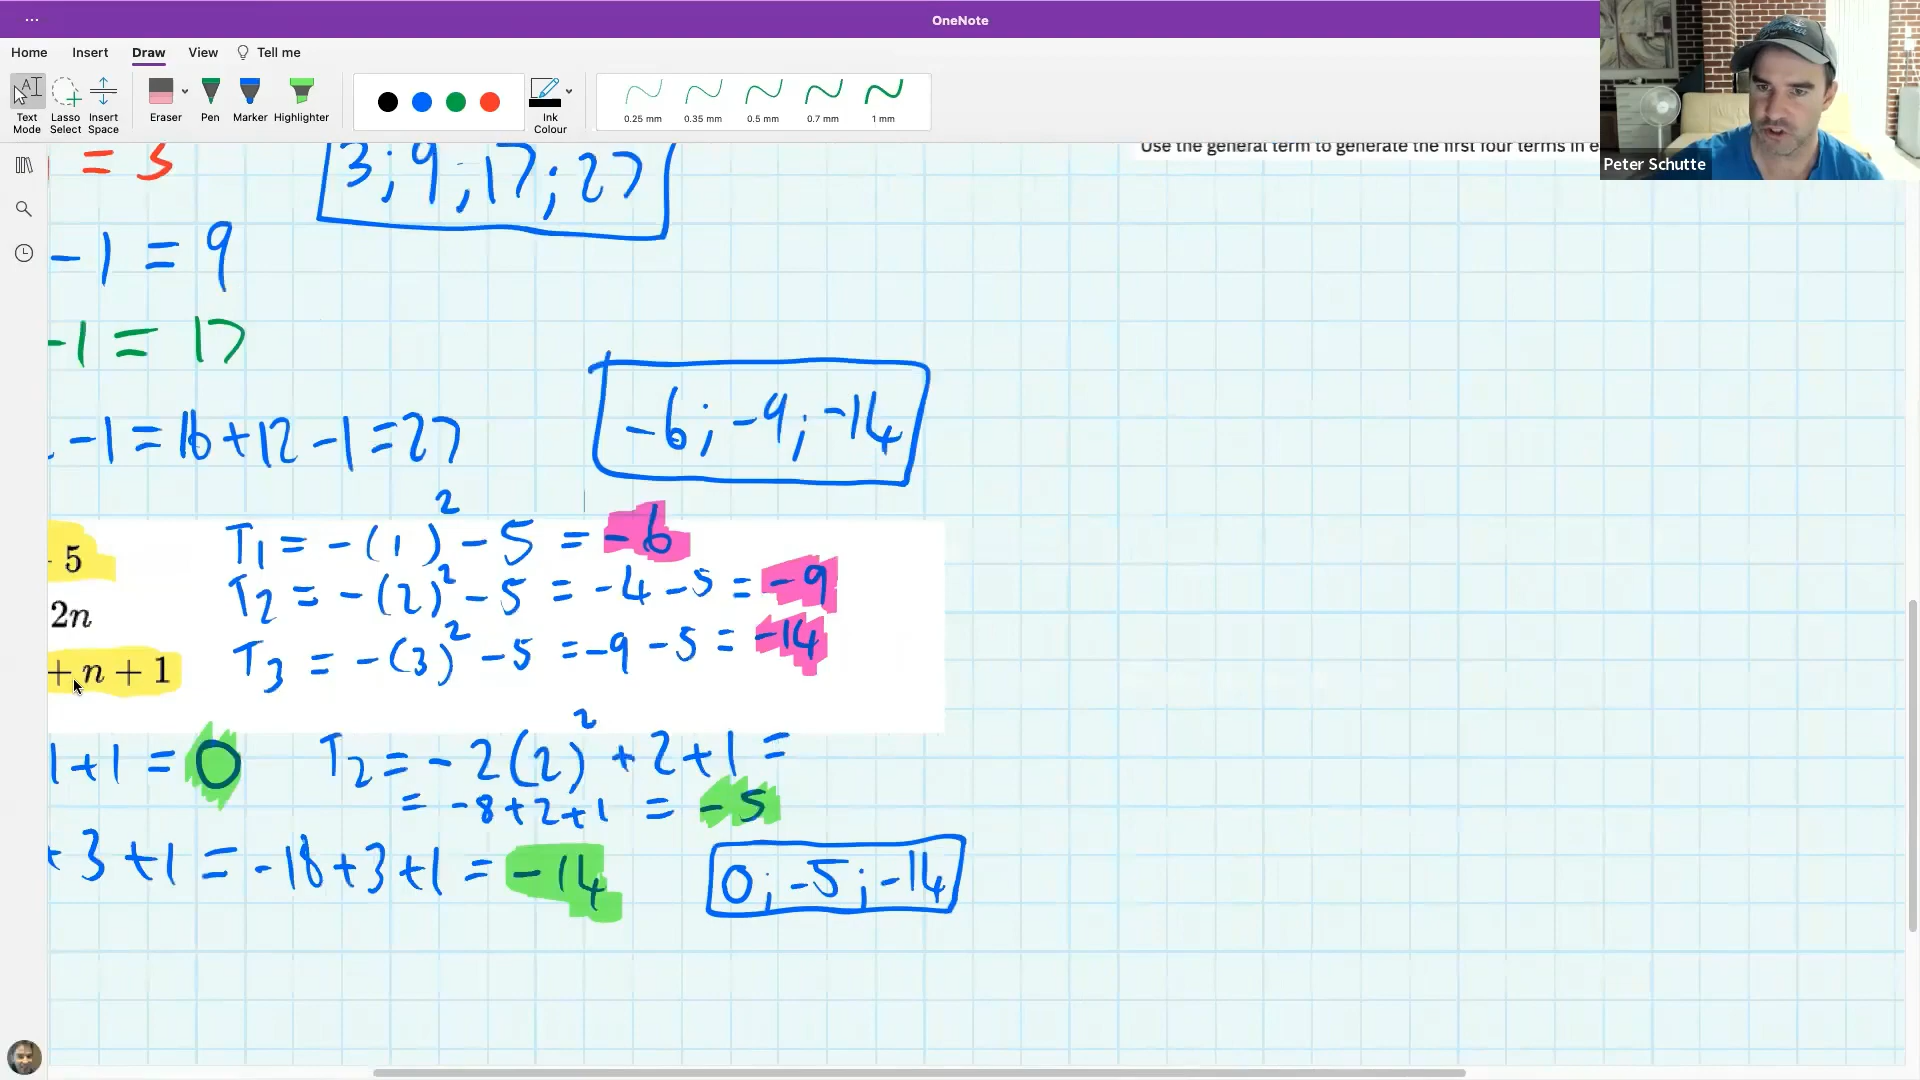 OneNote
Home Insert Draw View Tell me
Text Mode
Lasso Select
Insert Space
Eraser
Pen
Marker
Highlighter
Ink Colour
0.25 mm
0.35 mm
0.5 mm
0.7 mm
1 mm
Peter Schutte
Use the general term to generate the first four terms in e
= 3
3; 9; 17; 27
-1 = 9
-1 = 17
-1 = 16+12-1 = 27
-6; -9; -14
5
2n
+ n + 1
T1 = -(1)² - 5 = -6
T2 = -(2)² - 5 = -4 - 5 = -9
T3 = -(3)² - 5 = -9 - 5 = -14
1+1 = 0
T2 = -2(2)² + 2 + 1 =
= -8+2+1 = -5
+ 3 + 1 = -18+3+1 = -14
0; -5; -14